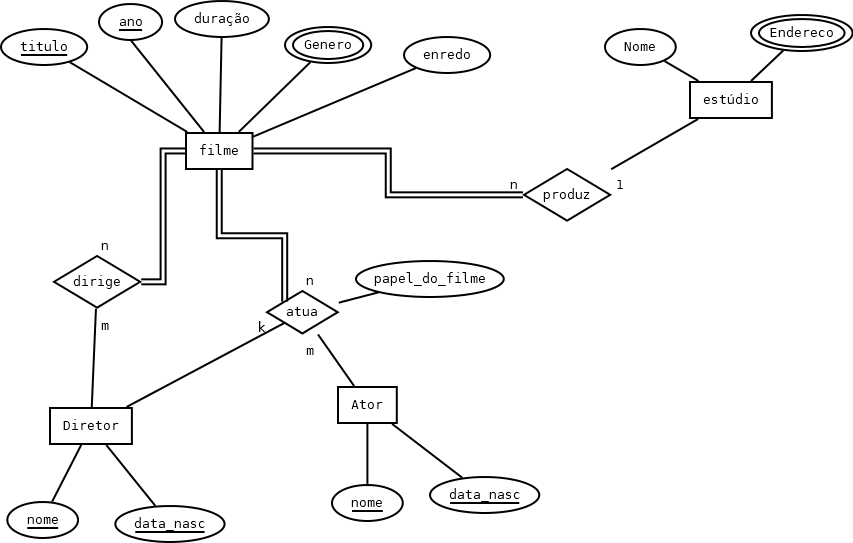 titulo
ano
duração
Genero
enredo
Nome
Endereco
estúdio
filme
n
produz
1
n
dirige
m
papel_do_filme
n
atua
k
m
Diretor
Ator
nome
data_nasc
nome
data_nasc